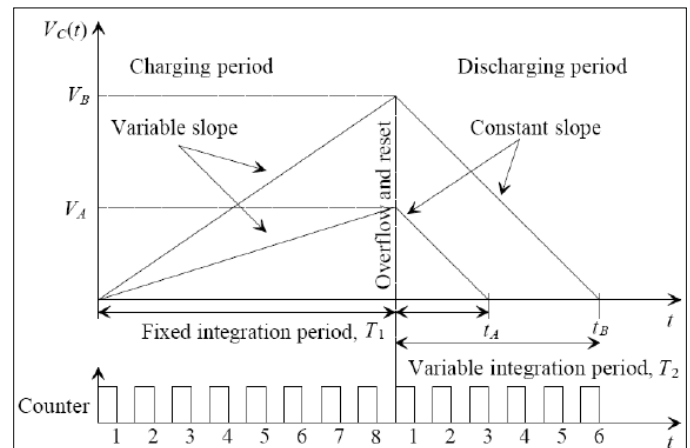 V_C(t)
Charging period
Discharging period
V_B
Variable slope
Constant slope
Overflow and reset
V_A
t_A
t_B
t
Fixed integration period, T_1
Variable integration period, T_2
Counter
1 2 3 4 5 6 7 8 1 2 3 4 5 6
t